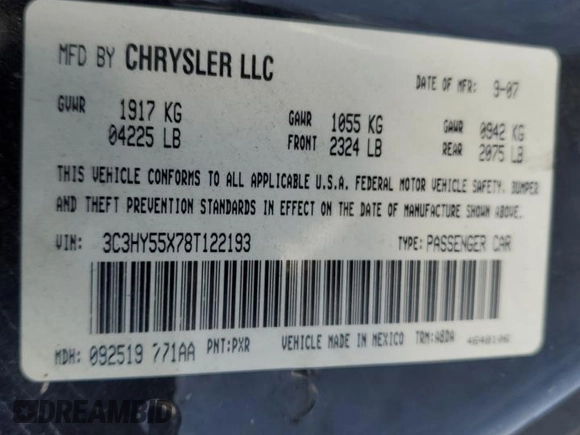 MFD BY CHRYSLER LLC DATE OF MFR: 9-07
GVWR 1917 KG GAWR 1055 KG GAWR 0942 KG
04225 LB FRONT 2324 LB REAR 2075 LB
THIS VEHICLE CONFORMS TO ALL APPLICABLE U.S.A. FEDERAL MOTOR VEHICLE SAFETY, BUMPER
AND THEFT PREVENTION STANDARDS IN EFFECT ON THE DATE OF MANUFACTURE SHOWN ABOVE.
VIN: 3C3HY55X78T122193 TYPE: PASSENGER CAR
MDH: 092519 771AA PNT: PXR VEHICLE MADE IN MEXICO TRM: A8DA
DREAMBID